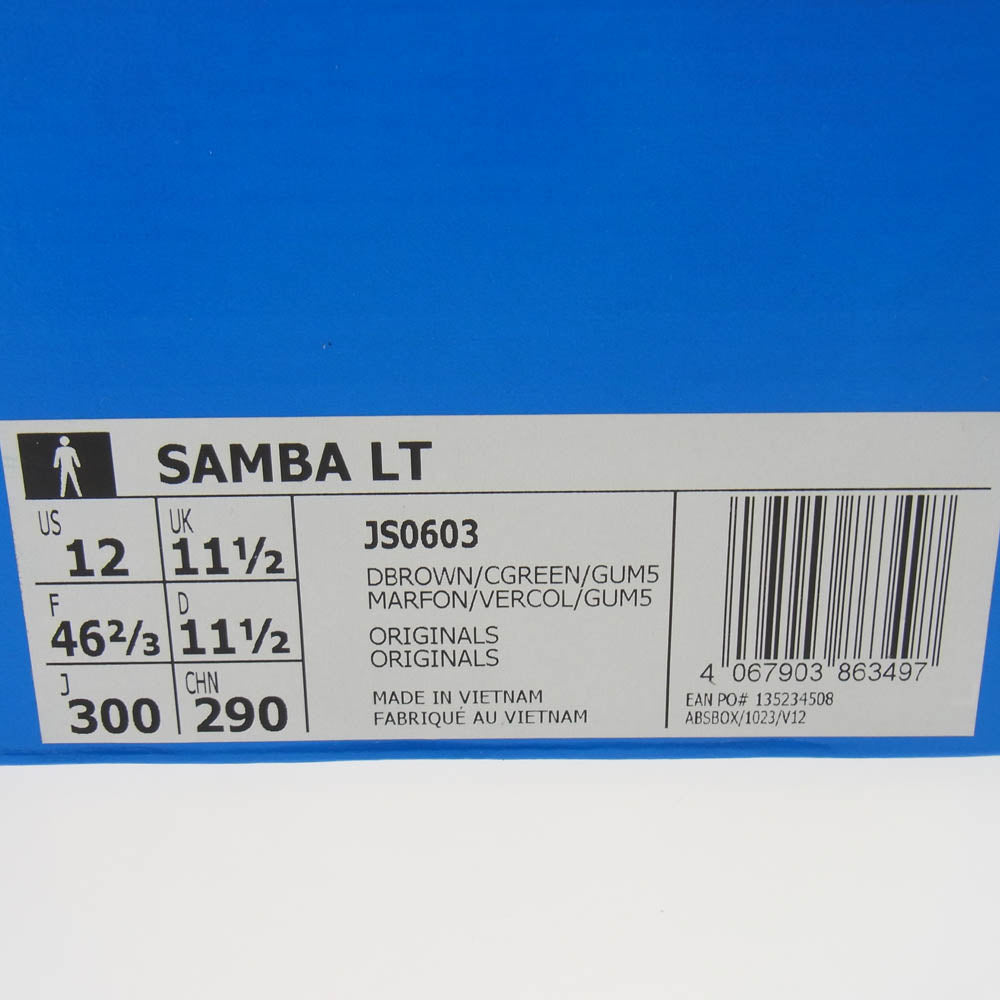 SAMBA LT
US 12
UK 11½
F 46⅔
D 11½
J 300
CHN 290
JS0603
DBROWN/CGREEN/GUM5
MARFON/VERCOL/GUM5
ORIGINALS
ORIGINALS
MADE IN VIETNAM
FABRIQUÉ AU VIETNAM
4 067903 863497
EAN PO# 135234508
ABSBOX/1023/V12